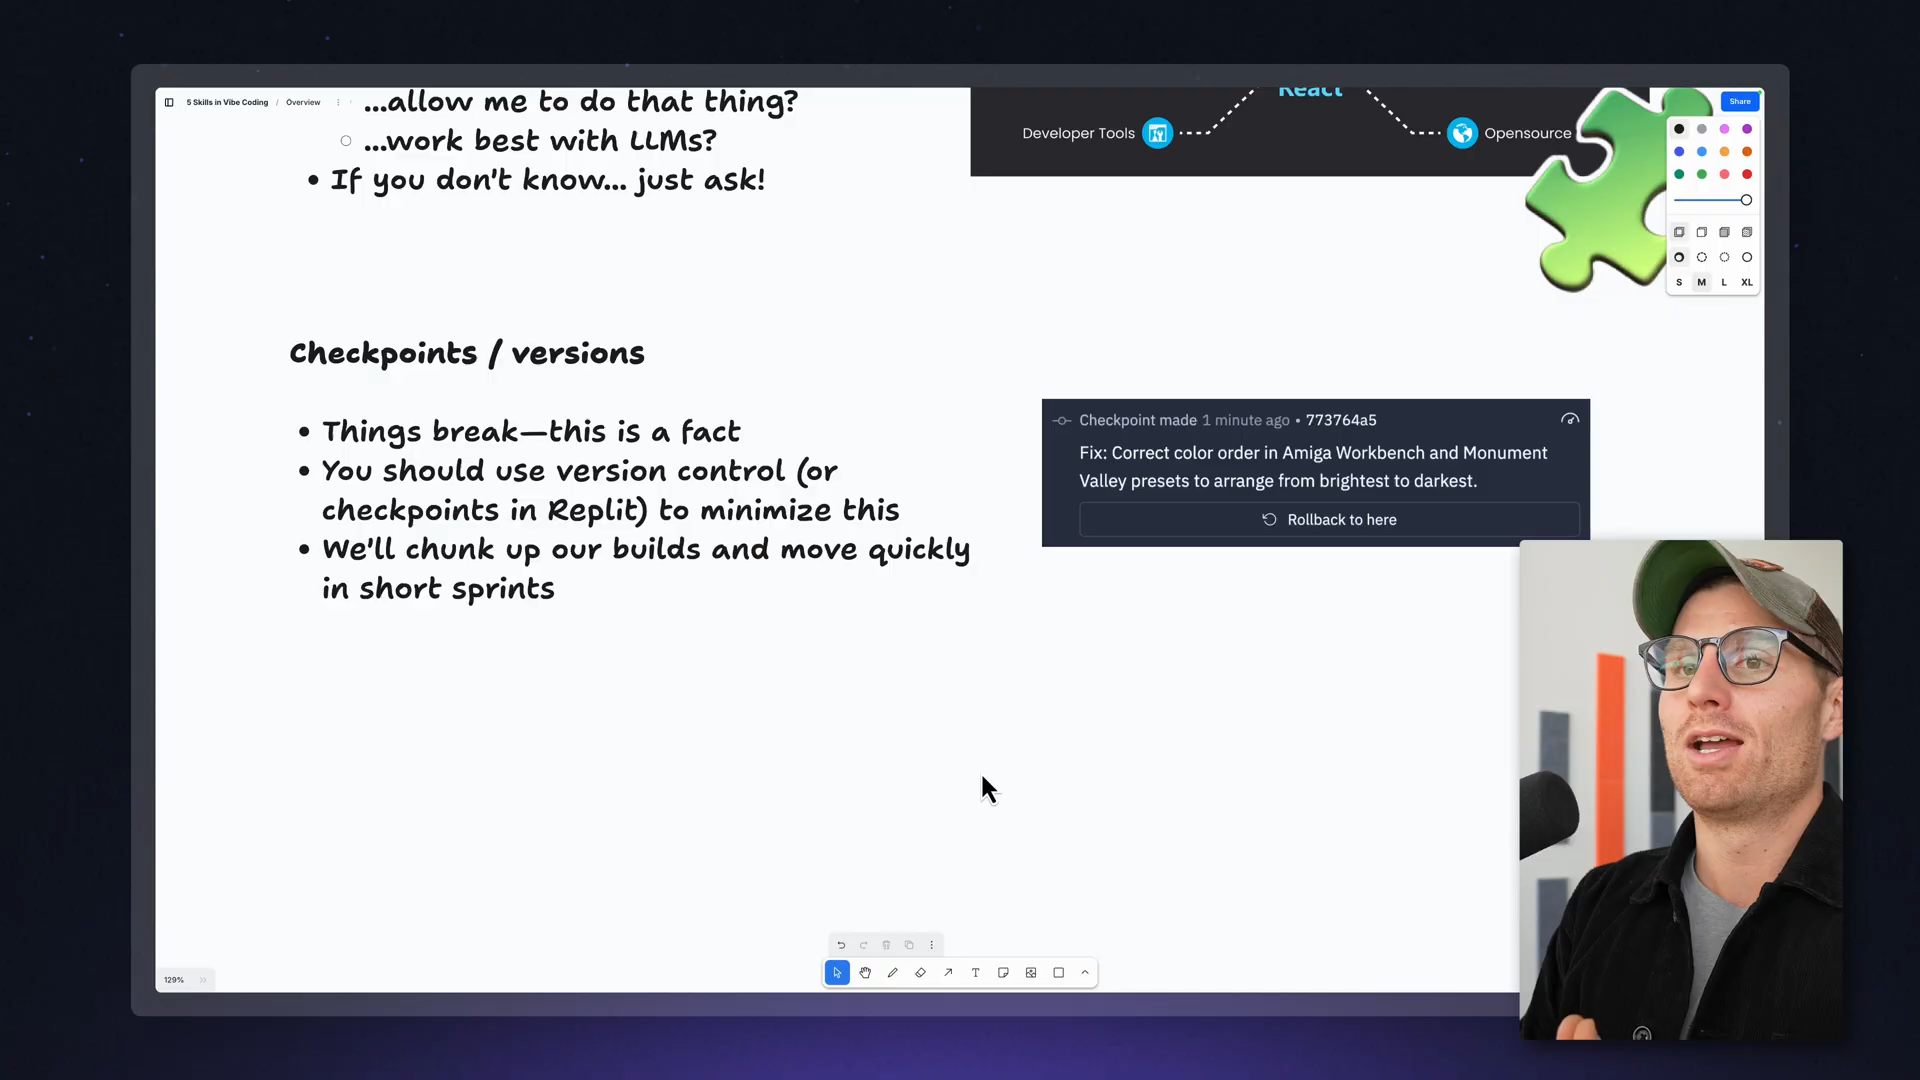 5 Skills in Vibe Coding / Overview
...allow me to do that thing?
...work best with LLMs?
If you don't know... just ask!
React
Developer Tools
Opensource
Share
S M L XL
Checkpoints / versions
Things break—this is a fact
You should use version control (or
checkpoints in Replit) to minimize this
We'll chunk up our builds and move quickly
in short sprints
Checkpoint made 1 minute ago • 773764a5
Fix: Correct color order in Amiga Workbench and Monument
Valley presets to arrange from brightest to darkest.
Rollback to here
129%